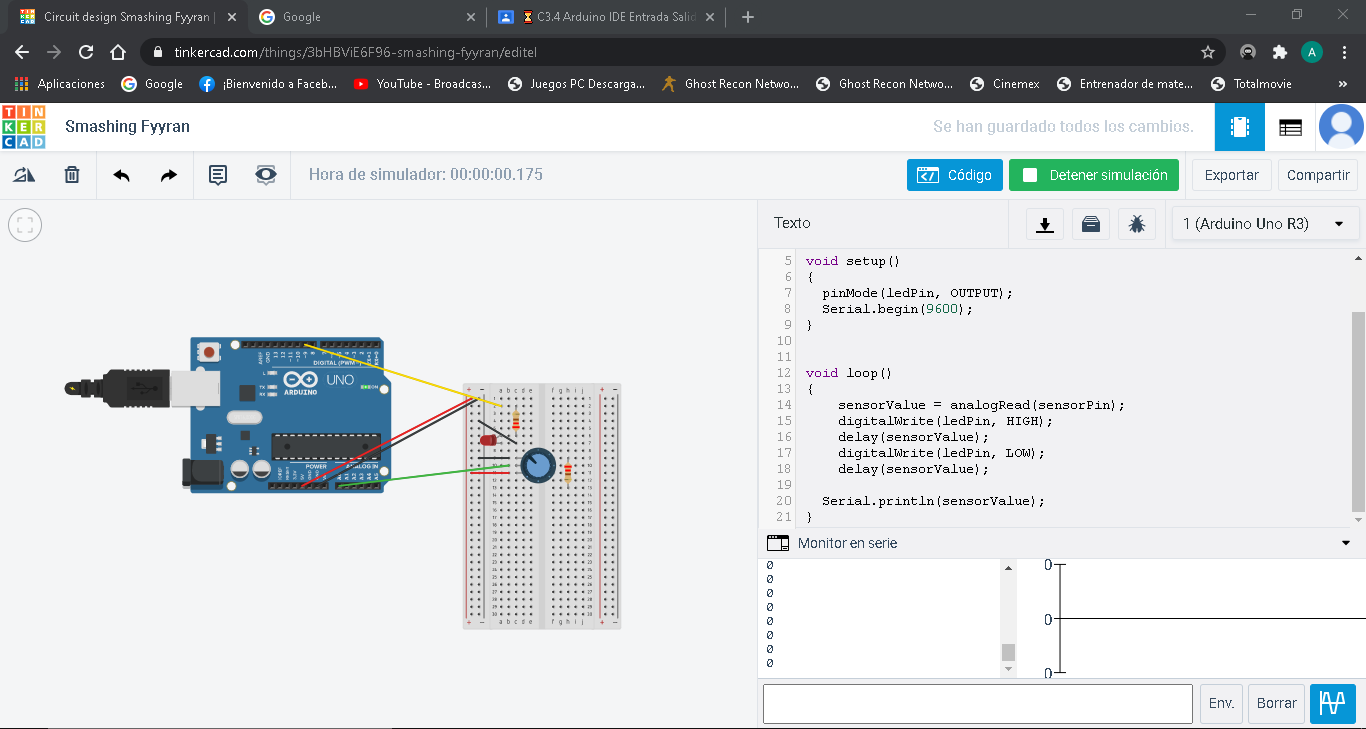 Circuit design Smashing Fyyran |
Google
C3.4 Arduino IDE Entrada Salid
tinkercad.com/things/3bHBViE6F96-smashing-fyyran/editel
A
Aplicaciones
Google
¡Bienvenido a Faceb...
YouTube - Broadcas...
Juegos PC Descarga...
Ghost Recon Netwo...
Ghost Recon Netwo...
Cinemex
Entrenador de mate...
Totalmovie
»
TIN
KER
CAD
Smashing Fyyran
Se han guardado todos los cambios.
Hora de simulador: 00:00:00.175
Código
Detener simulación
Exportar
Compartir
Texto
1 (Arduino Uno R3)
5 void setup()
6 {
7 pinMode(ledPin, OUTPUT);
8 Serial.begin(9600);
9 }
10
11
12 void loop()
13 {
14 sensorValue = analogRead(sensorPin);
15 digitalWrite(ledPin, HIGH);
16 delay(sensorValue);
17 digitalWrite(ledPin, LOW);
18 delay(sensorValue);
19
20 Serial.println(sensorValue);
21 }
DIGITAL (PWM
UNO
ARDUINO
TX
RX
ON
POWER
ANALOG IN
a b c d e
f g h i j
a b c d e
f g h i j
Monitor en serie
0
0
0
0
0
0
0
0
0
0
0
Env.
Borrar